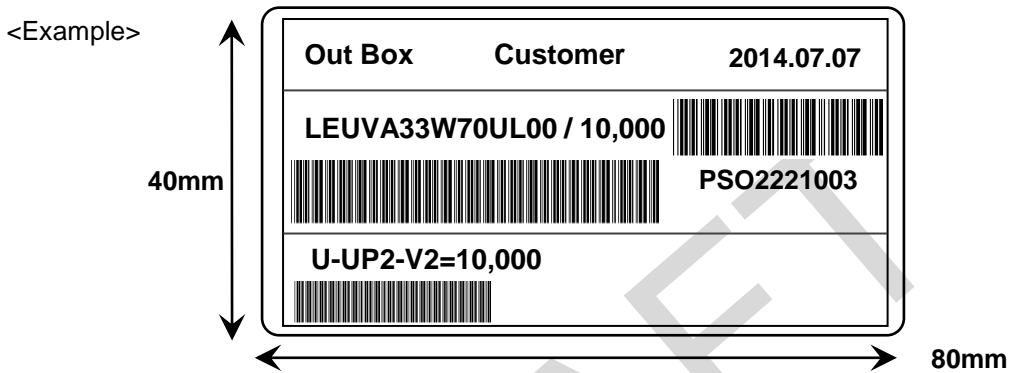 <Example>
Out Box Customer 2014.07.07
LEUVA33W70UL00 / 10,000
40mm
PSO2221003
U-UP2-V2=10,000
80mm